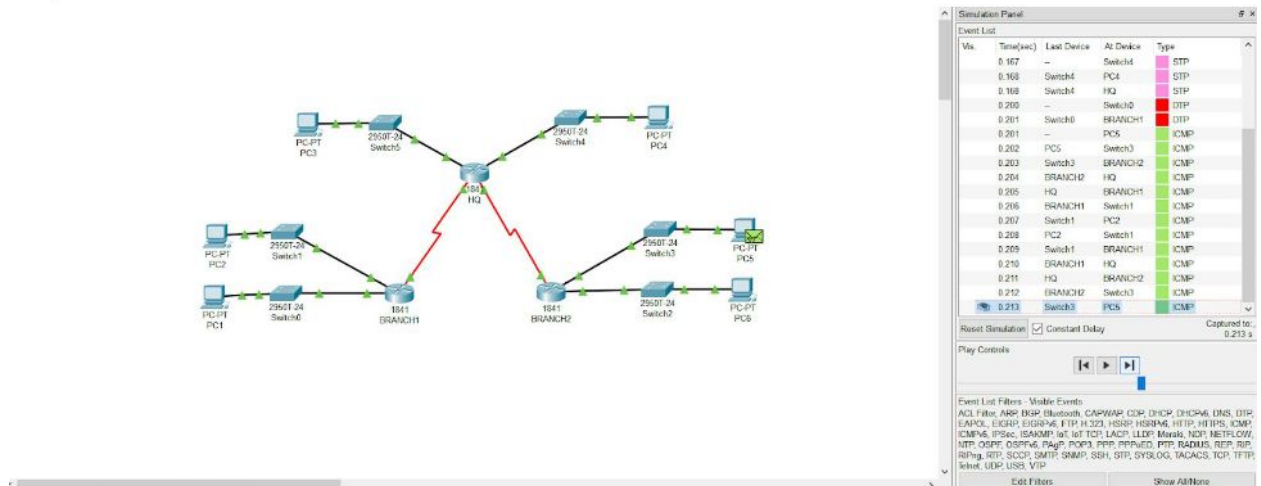 Simulation Panel
Event List
Vis. Time(sec) Last Device At Device Type
0.167 -- Switch4 STP
0.168 Switch4 PC4 STP
0.168 Switch4 HQ STP
0.200 -- Switch0 DTP
0.201 Switch0 BRANCH1 DTP
0.201 -- PC5 ICMP
0.202 PC5 Switch3 ICMP
0.203 Switch3 BRANCH2 ICMP
0.204 BRANCH2 HQ ICMP
0.205 HQ BRANCH1 ICMP
0.206 BRANCH1 Switch1 ICMP
0.207 Switch1 PC2 ICMP
0.208 PC2 Switch1 ICMP
0.209 Switch1 BRANCH1 ICMP
0.210 BRANCH1 HQ ICMP
0.211 HQ BRANCH2 ICMP
0.212 BRANCH2 Switch3 ICMP
0.213 Switch3 PC5 ICMP
Reset Simulation Constant Delay Captured to:
0.213 s
Play Controls
Event List Filters - Visible Events
ACL Filter, ARP, BGP, Bluetooth, CAPWAP, CDP, DHCP, DHCPv6, DNS, DTP,
EAPOL, EIGRP, EIGRPv6, FTP, H.323, HSRP, HSRPv6, HTTP, HTTPS, ICMP,
ICMPv6, IPSec, ISAKMP, IoT, IoT TCP, LACP, LLDP, Meraki, NDP, NETFLOW,
NTP, OSPF, OSPFv6, PAgP, POP3, PPP, PPPoED, PTP, RADIUS, REP, RIP,
RIPng, RTP, SCCP, SMTP, SNMP, SSH, STP, SYSLOG, TACACS, TCP, TFTP,
Telnet, UDP, USB, VTP
Edit Filters Show All/None
PC-PT
PC3
2950T-24
Switch5
2950T-24
Switch4
PC-PT
PC4
184
HQ
PC-PT
PC2
2950T-24
Switch1
PC-PT
PC1
2950T-24
Switch0
1841
BRANCH1
1841
BRANCH2
2950T-24
Switch3
PC-PT
PC5
2950T-24
Switch2
PC-PT
PC6